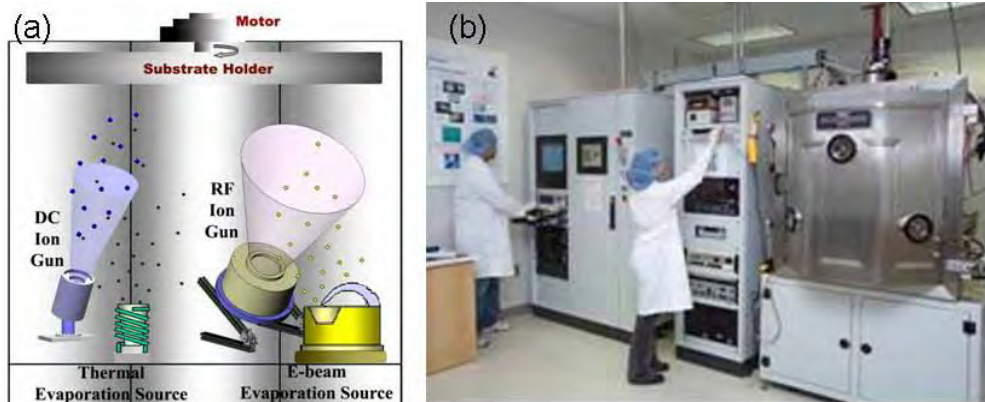 (a)
Motor
Substrate Holder
DC
Ion
Gun
RF
Ion
Gun
Thermal
Evaporation Source
E-beam
Evaporation Source
(b)